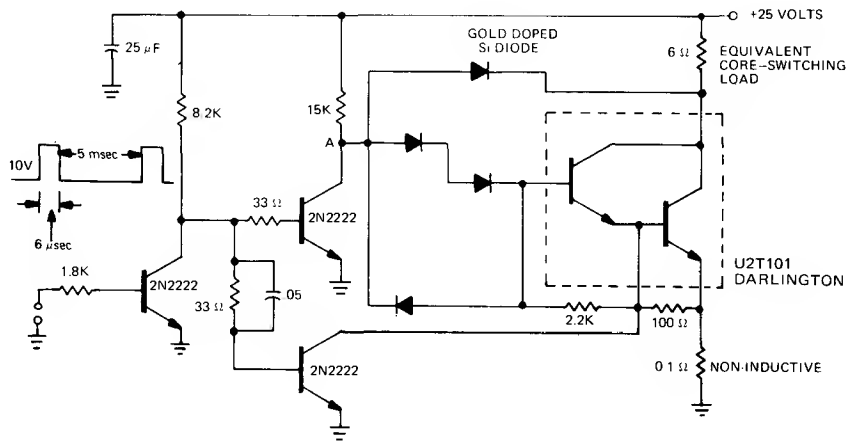 +25 VOLTS
25 µF
GOLD DOPED
Si DIODE
6 Ω
EQUIVALENT
CORE-SWITCHING
LOAD
8.2K
15K
A
10V
5 msec
6 µsec
33 Ω
2N2222
1.8K
2N2222
33 Ω
.05
2N2222
2.2K
100 Ω
U2T101
DARLINGTON
0.1 Ω
NON-INDUCTIVE